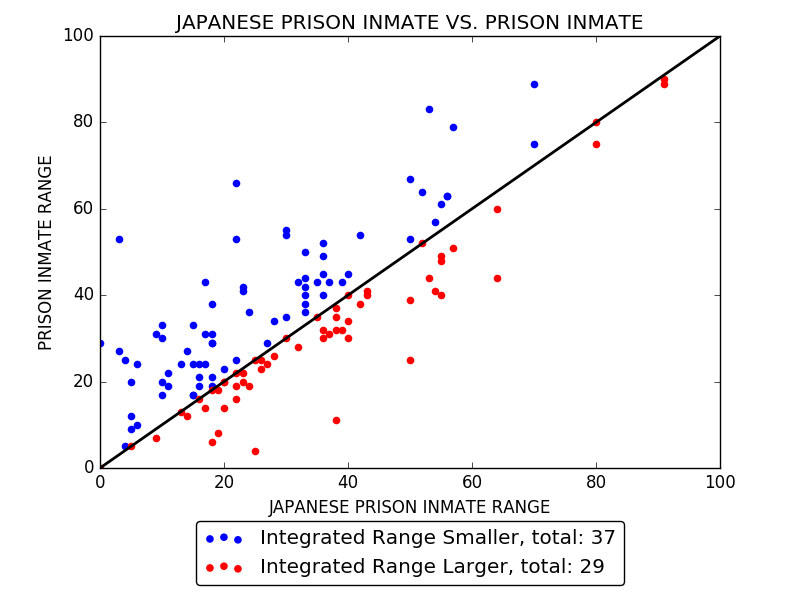 JAPANESE PRISON INMATE VS. PRISON INMATE
100
80
60
40
20
0
PRISON INMATE RANGE
0 20 40 60 80 100
JAPANESE PRISON INMATE RANGE
Integrated Range Smaller, total: 37
Integrated Range Larger, total: 29